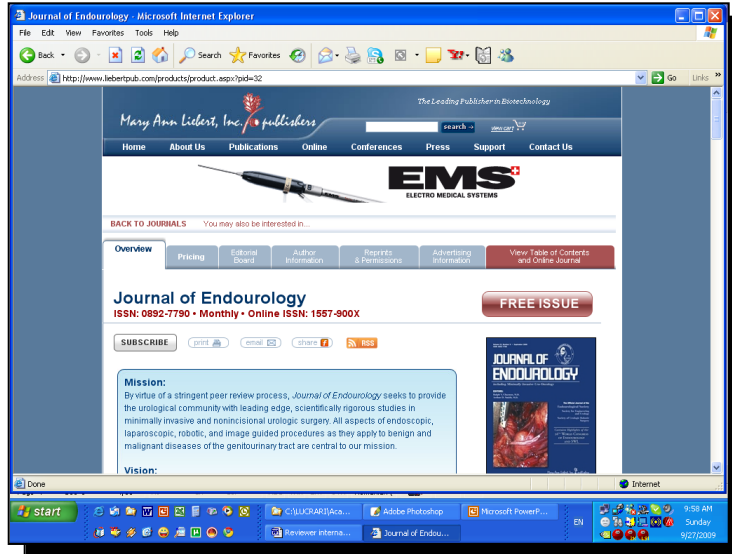 Journal of Endourology - Microsoft Internet Explorer
File Edit View Favorites Tools Help
Back Search Favorites
Address http://www.liebertpub.com/products/product.aspx?pid=32 Go Links »
The Leading Publisher in Biotechnology
Mary Ann Liebert, Inc. publishers
search → view cart
Home About Us Publications Online Conferences Press Support Contact Us
EMS
ELECTRO MEDICAL SYSTEMS
BACK TO JOURNALS You may also be interested in...
Overview Pricing Editorial Board Author Information Reprints & Permissions Advertising Information View Table of Contents and Online Journal
Journal of Endourology
ISSN: 0892-7790 • Monthly • Online ISSN: 1557-900X
FREE ISSUE
SUBSCRIBE print email share RSS
JOURNAL OF
ENDOUROLOGY
Mission:
By virtue of a stringent peer review process, Journal of Endourology seeks to provide
the urological community with leading edge, scientifically rigorous studies in
minimally invasive and nonincisional urologic surgery. All aspects of endoscopic,
laparoscopic, robotic, and image guided procedures as they apply to benign and
malignant diseases of the genitourinary tract are central to our mission.
Vision:
Done Internet
start C:\LUCRARI\Aca... Adobe Photoshop Microsoft PowerP... 9:58 AM
EN Sunday
Reviewer interna... Journal of Endou... 9/27/2009